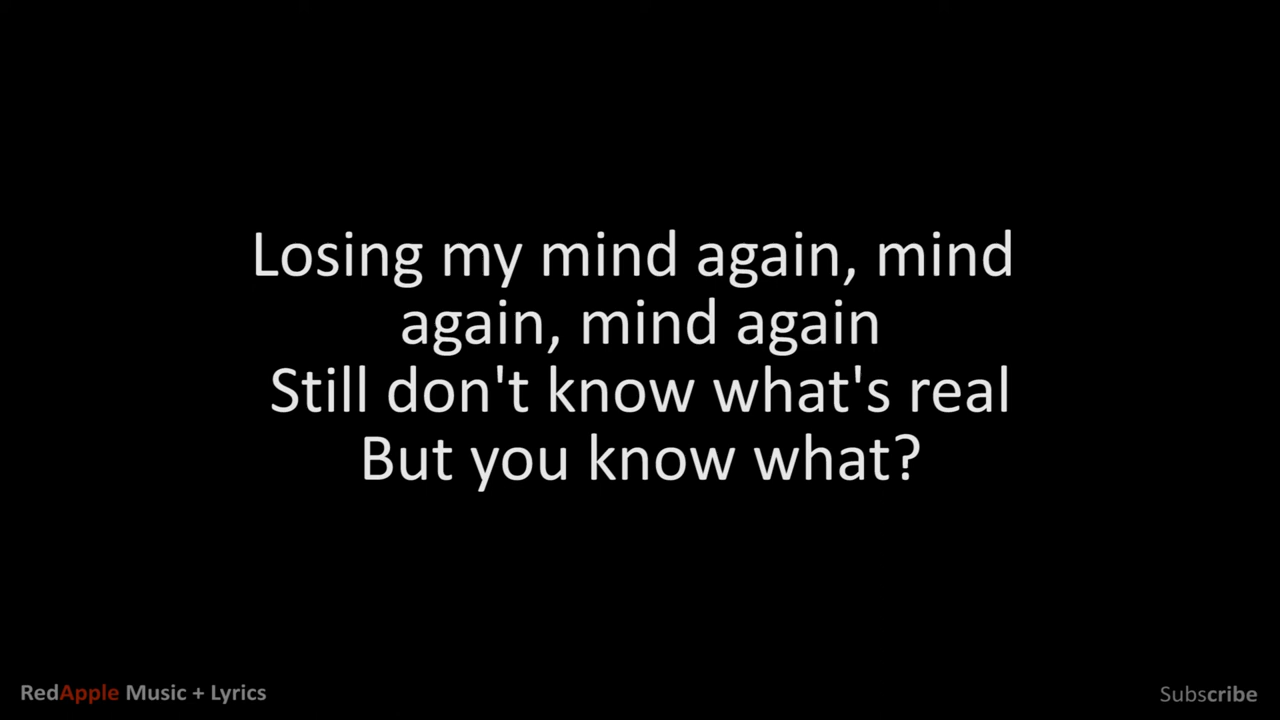 Losing my mind again, mind
again, mind again
Still don't know what's real
But you know what?
RedApple Music + Lyrics
Subscribe